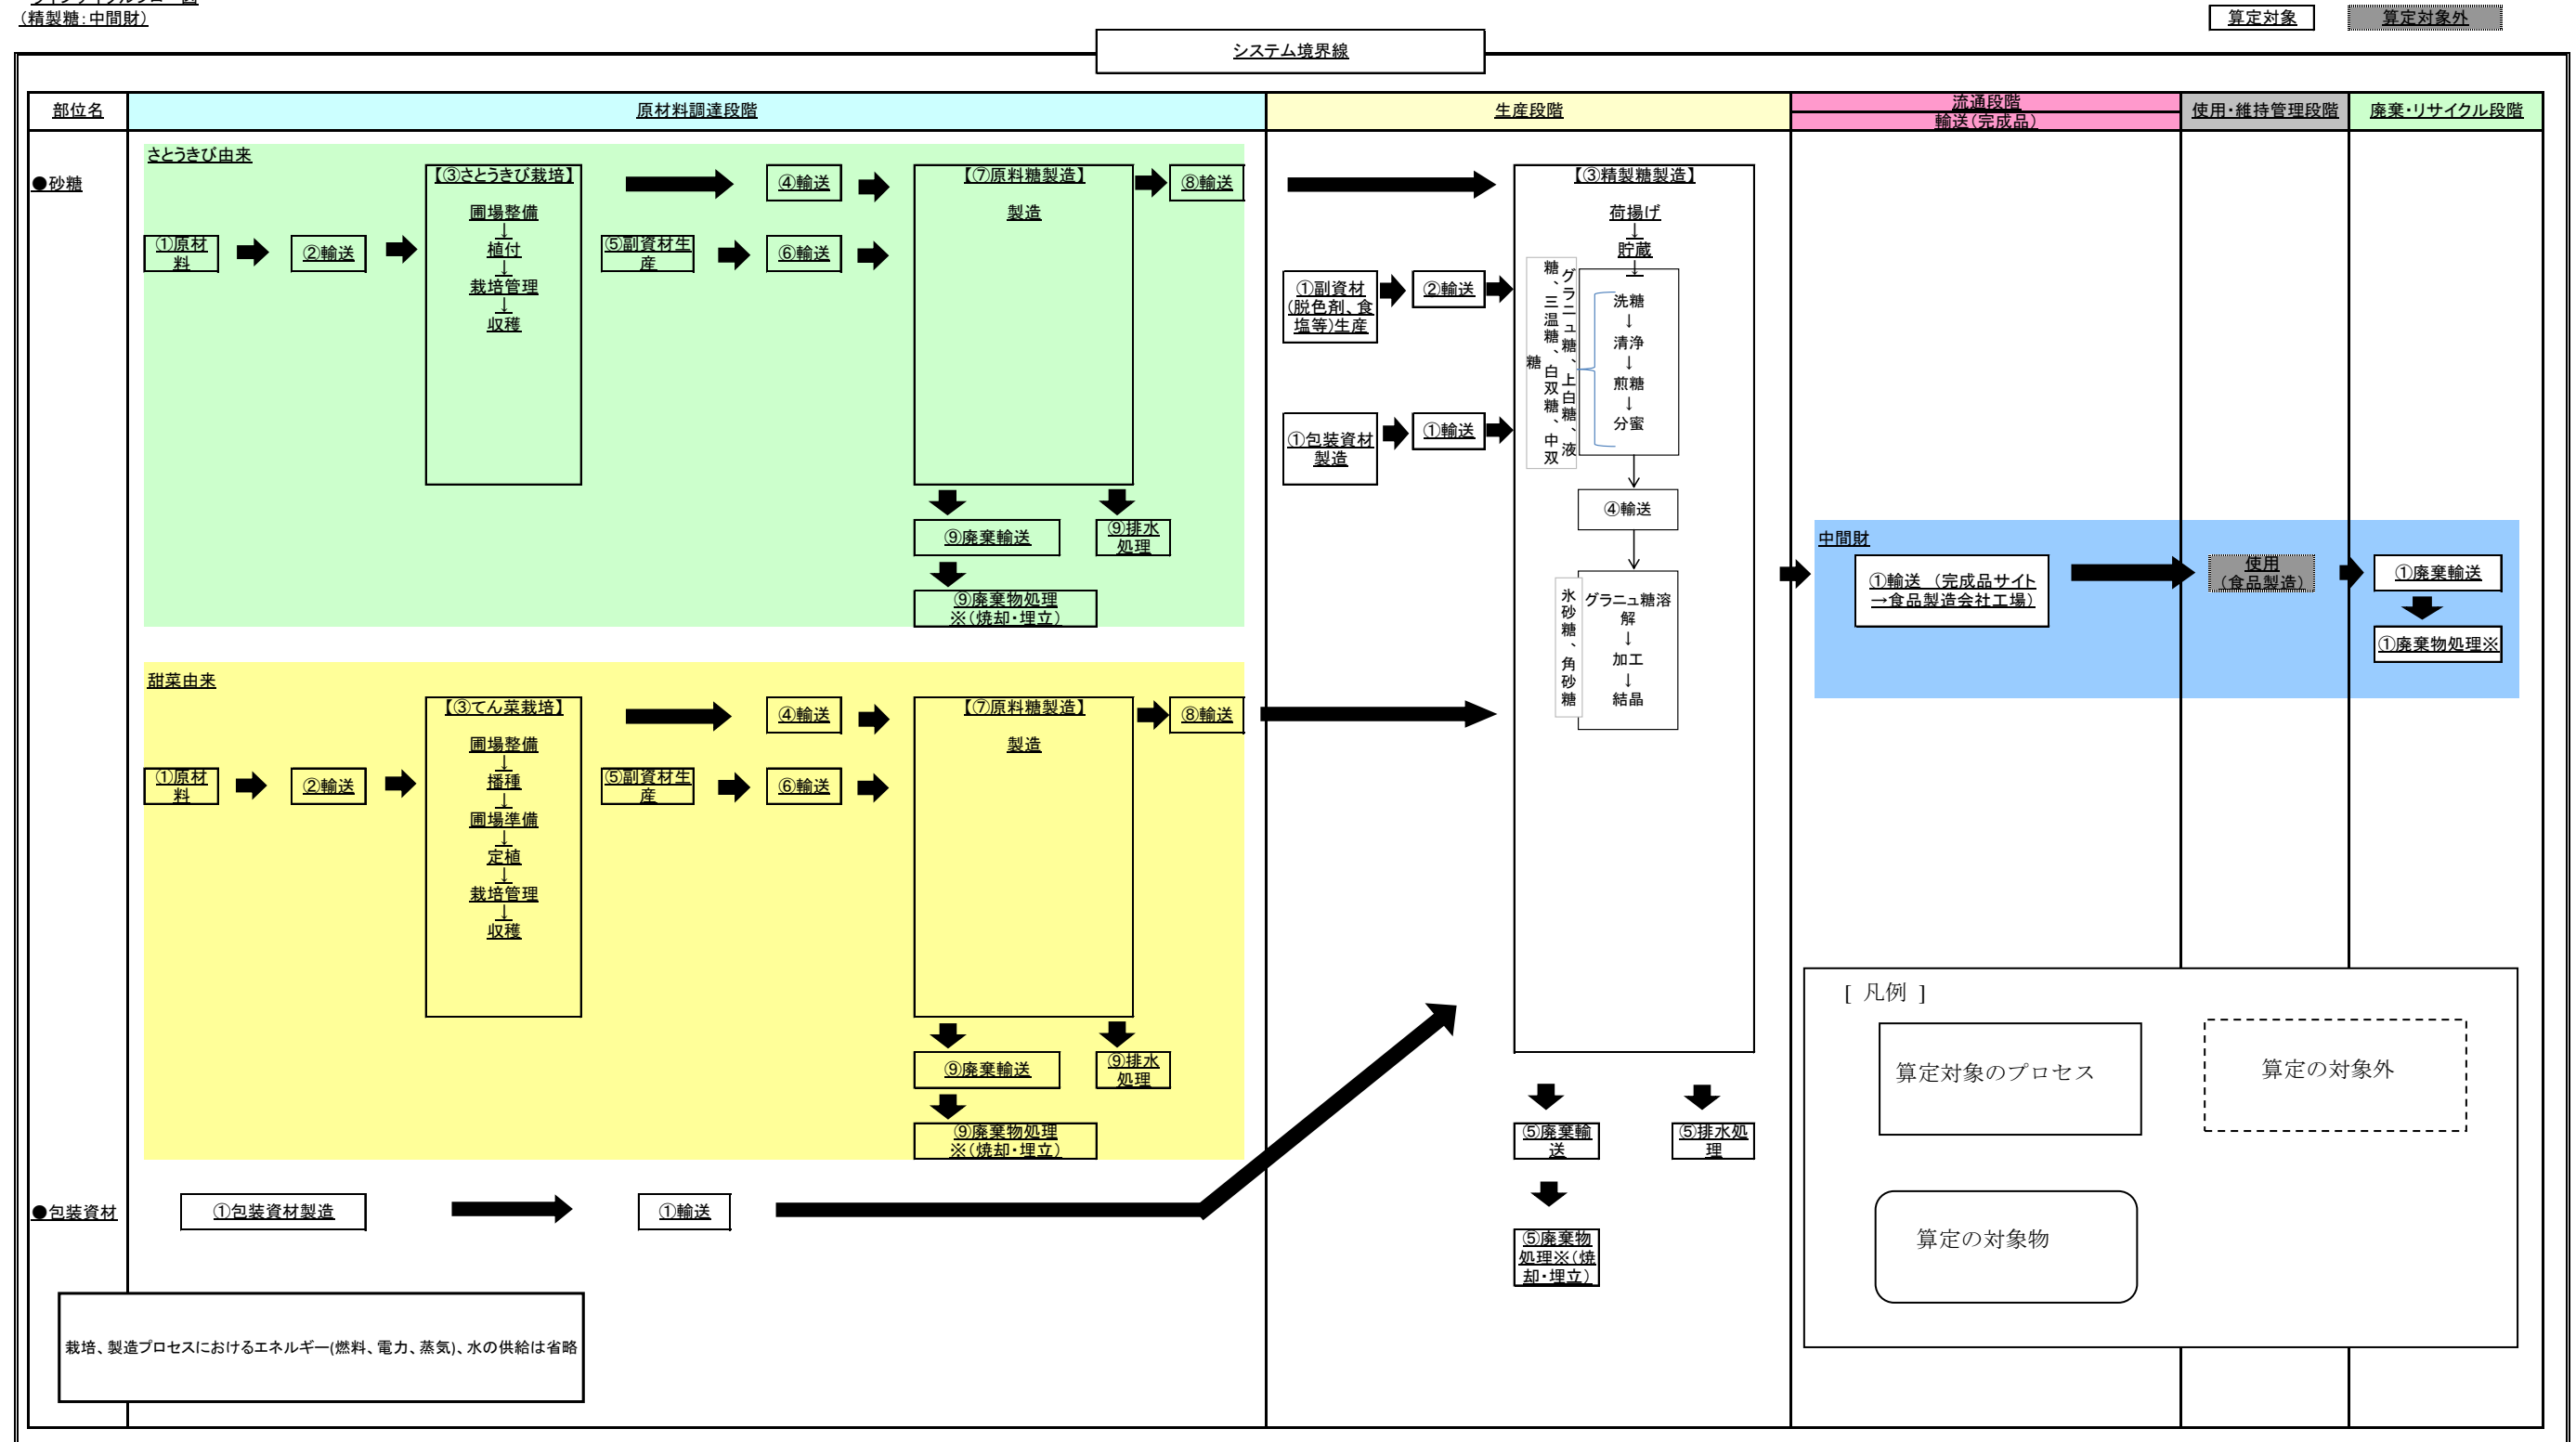 （精製糖：中間財）
算定対象
算定対象外
システム境界線
部位名
原材料調達段階
生産段階
流通段階
輸送（完成品）
使用・維持管理段階
廃棄・リサイクル段階
●砂糖
さとうきび由来
①原材
料
②輸送
【③さとうきび栽培】
圃場整備
↓
植付
↓
栽培管理
↓
収穫
④輸送
⑤副資材生
産
⑥輸送
【⑦原料糖製造】
製造
⑧輸送
⑨廃棄輸送
⑨排水
処理
⑨廃棄物処理
※（焼却・埋立）
甜菜由来
①原材
料
②輸送
【③てん菜栽培】
圃場整備
↓
播種
↓
圃場準備
↓
定植
↓
栽培管理
↓
収穫
④輸送
⑤副資材生
産
⑥輸送
【⑦原料糖製造】
製造
⑧輸送
⑨廃棄輸送
⑨排水
処理
⑨廃棄物処理
※（焼却・埋立）
①副資材
（脱色剤、食
塩等）生産
②輸送
①包装資材
製造
①輸送
【③精製糖製造】
荷揚げ
↓
貯蔵
↓
グラニュ糖、上白糖、液
糖、三温糖、白双糖、中双
糖
洗糖
↓
清浄
↓
煎糖
↓
分蜜
④輸送
氷砂糖、角砂糖
グラニュ糖溶
解
↓
加工
↓
結晶
⑤廃棄輸
送
⑤排水処
理
⑤廃棄物
処理※（焼
却・埋立）
中間財
①輸送　（完成品サイト
→食品製造会社工場）
使用
（食品製造）
①廃棄輸送
①廃棄物処理※
●包装資材
①包装資材製造
①輸送
栽培、製造プロセスにおけるエネルギー(燃料、電力、蒸気)、水の供給は省略
[ 凡例 ]
算定対象のプロセス
算定の対象外
算定の対象物